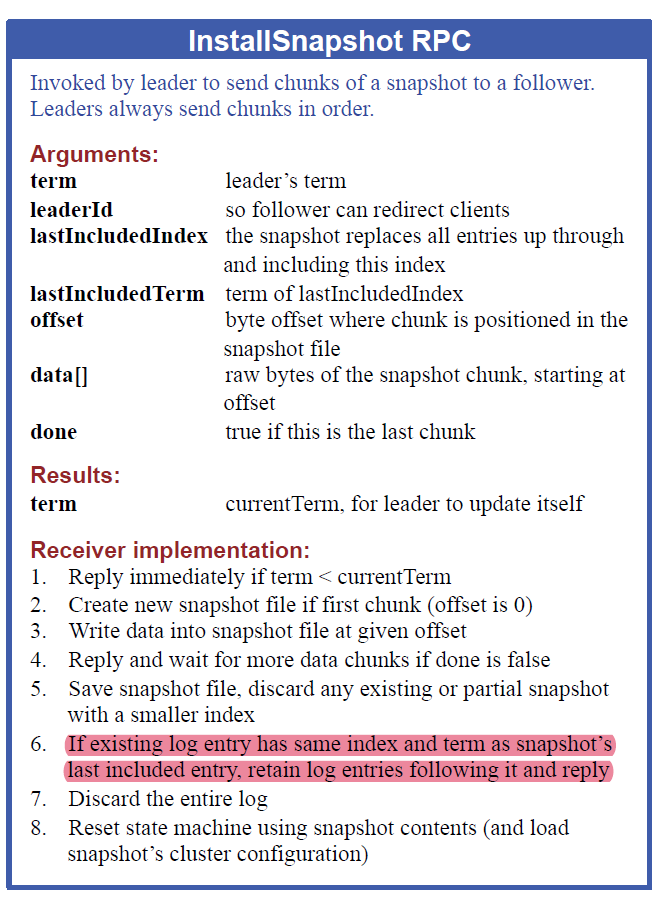 InstallSnapshot RPC
Invoked by leader to send chunks of a snapshot to a follower.
Leaders always send chunks in order.
Arguments:
term leader’s term
leaderId so follower can redirect clients
lastIncludedIndex the snapshot replaces all entries up through
and including this index
lastIncludedTerm term of lastIncludedIndex
offset byte offset where chunk is positioned in the
snapshot file
data[] raw bytes of the snapshot chunk, starting at
offset
done true if this is the last chunk
Results:
term currentTerm, for leader to update itself
Receiver implementation:
1. Reply immediately if term < currentTerm
2. Create new snapshot file if first chunk (offset is 0)
3. Write data into snapshot file at given offset
4. Reply and wait for more data chunks if done is false
5. Save snapshot file, discard any existing or partial snapshot
with a smaller index
6. If existing log entry has same index and term as snapshot’s
last included entry, retain log entries following it and reply
7. Discard the entire log
8. Reset state machine using snapshot contents (and load
snapshot’s cluster configuration)